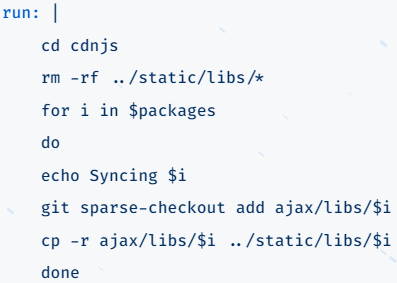 run: |
cd cdnjs
rm -rf ../static/libs/*
for i in $packages
do
echo Syncing $i
git sparse-checkout add ajax/libs/$i
cp -r ajax/libs/$i ../static/libs/$i
done